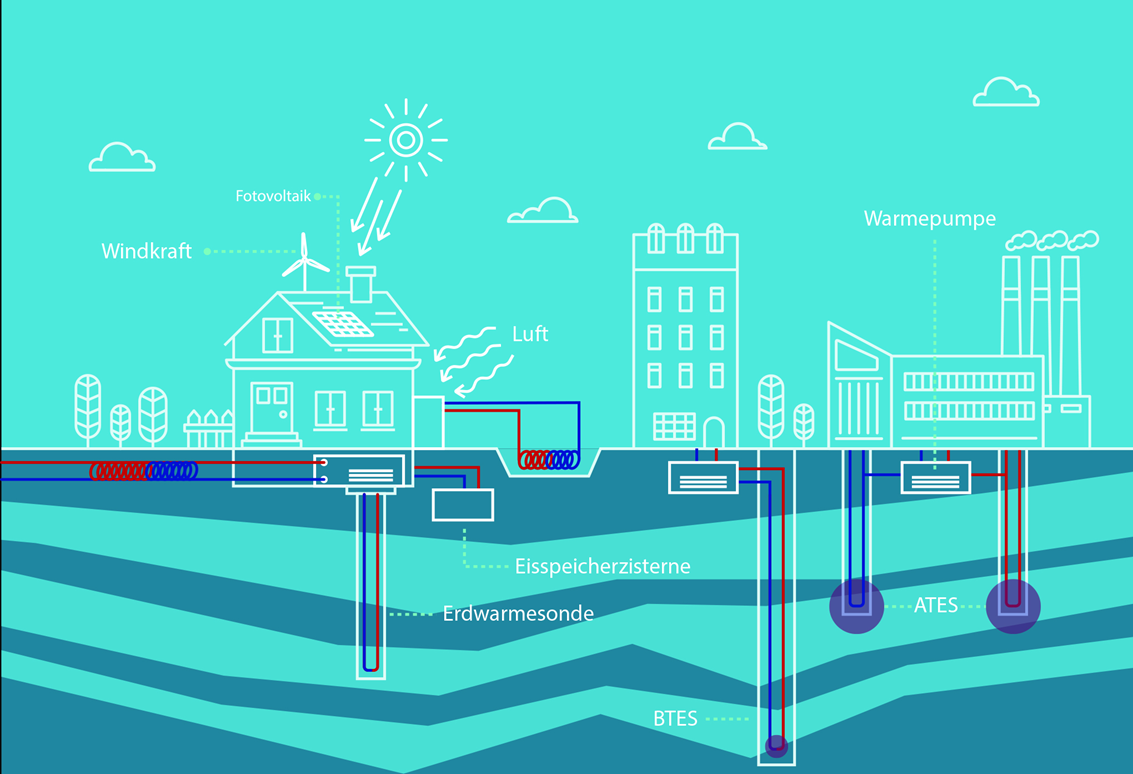 Fotovoltaik
Windkraft
Warmepumpe
Luft
Eisspeicherzisterne
Erdwarmesonde
ATES
BTES